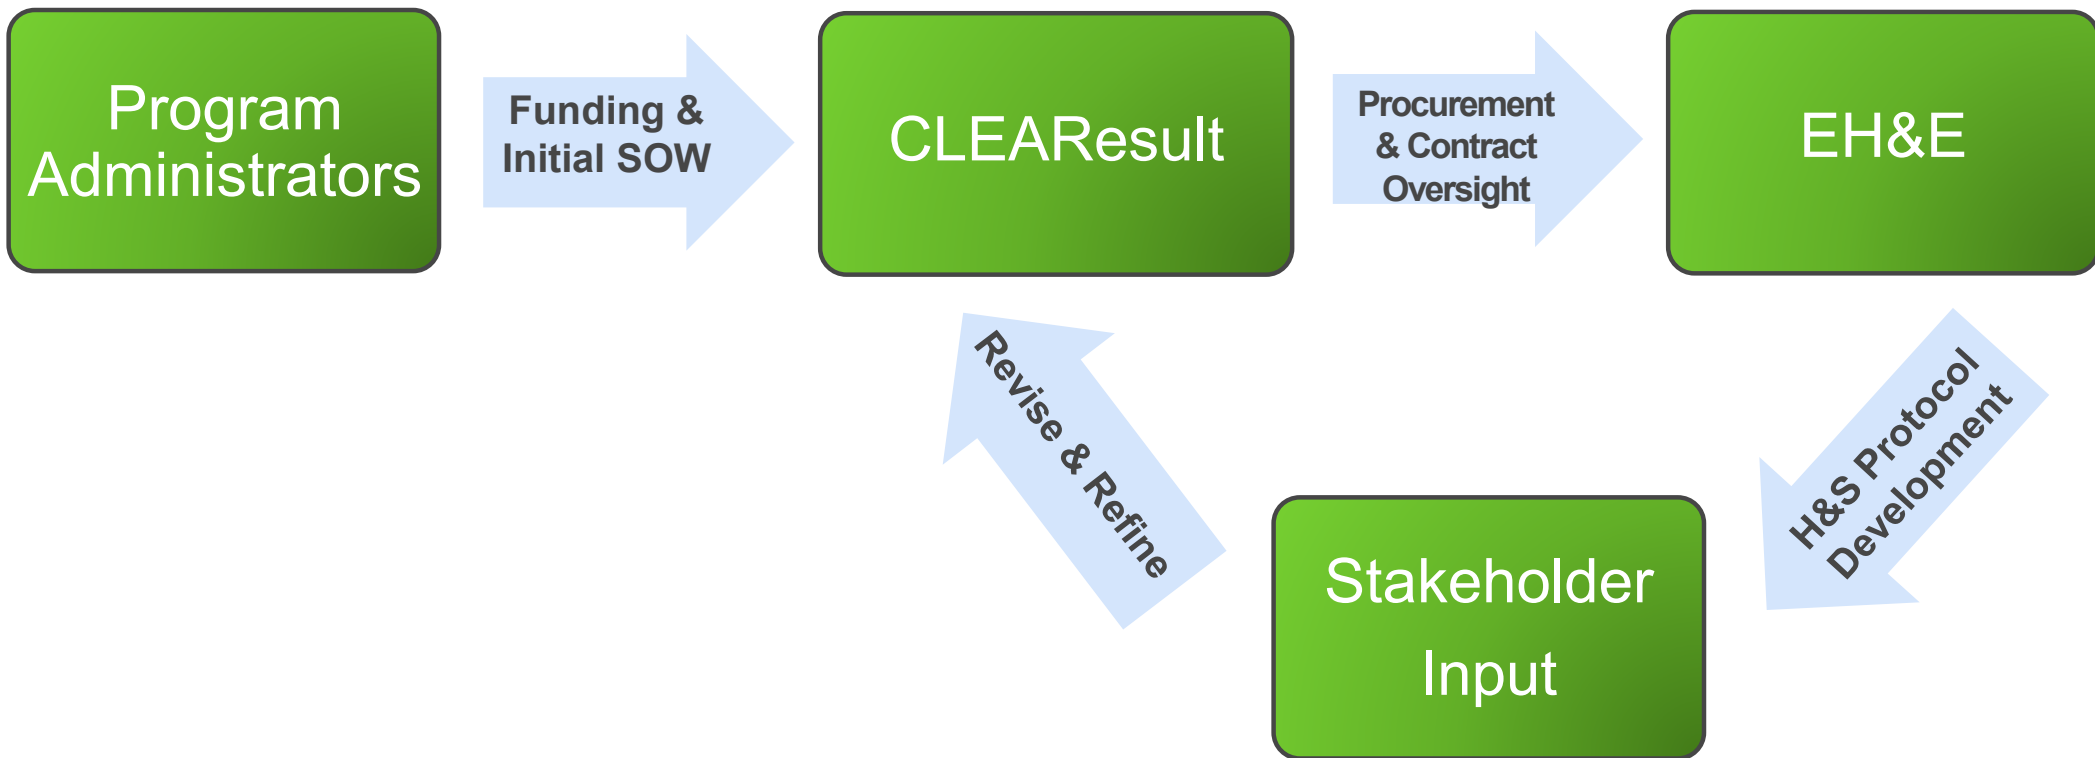 Program
Administrators
Funding &
Initial SOW
CLEAResult
Procurement
& Contract
Oversight
EH&E
Revise & Refine
H&S Protocol
Development
Stakeholder
Input